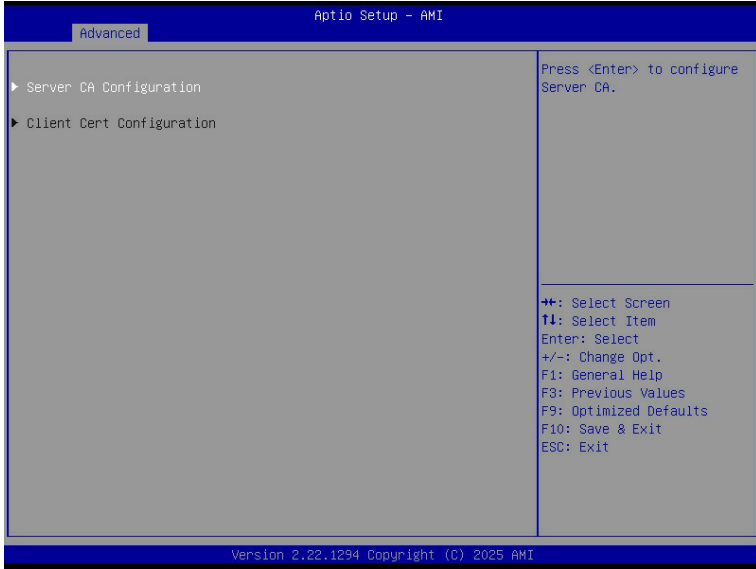 Aptio Setup - AMI
Advanced
▶ Server CA Configuration
▶ Client Cert Configuration
Press <Enter> to configure
Server CA.
→←: Select Screen
↑↓: Select Item
Enter: Select
+/-: Change Opt.
F1: General Help
F3: Previous Values
F9: Optimized Defaults
F10: Save & Exit
ESC: Exit
Version 2.22.1294 Copyright (C) 2025 AMI